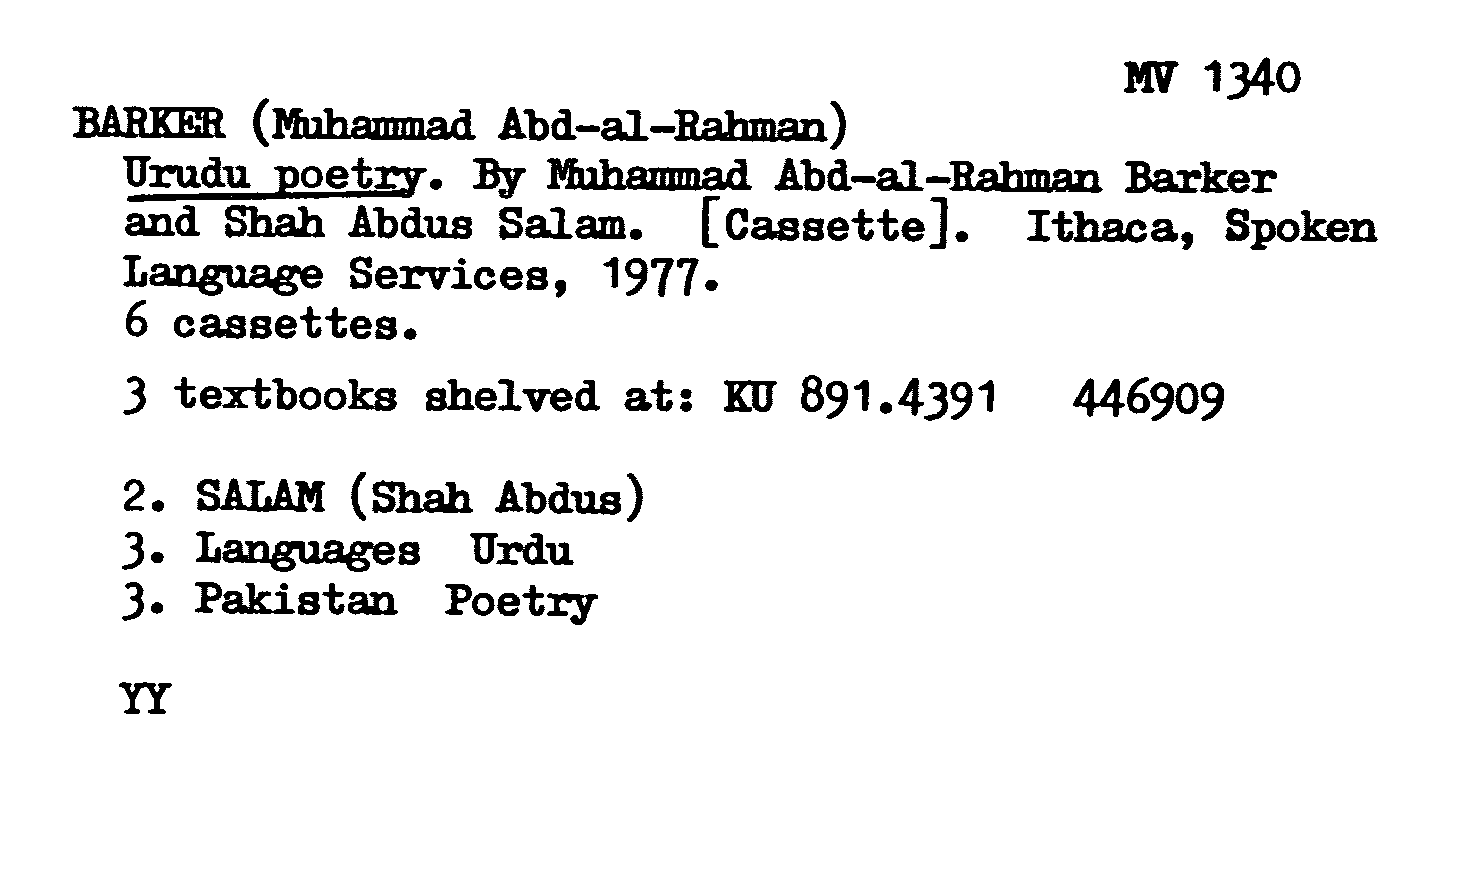 MV 1340
BARKER (Muhammad Abd-al-Rahman)
Urudu poetry. By Muhammad Abd-al-Rahman Barker
and Shah Abdus Salam. [Cassette]. Ithaca, Spoken
Language Services, 1977.
6 cassettes.
3 textbooks shelved at: KU 891.4391 446909
2. SALAM (Shah Abdus)
3. Languages Urdu
3. Pakistan Poetry
YY